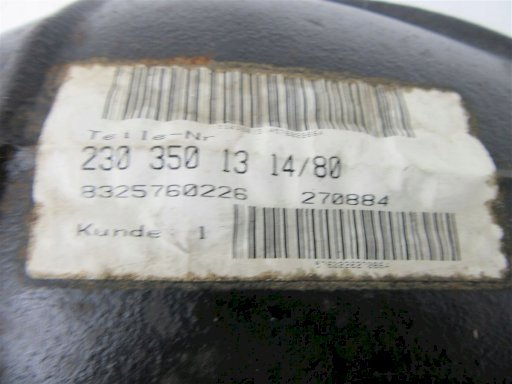 Teile-Nr
230 350 13 14/80
8325760226 270884
Kunde: 1